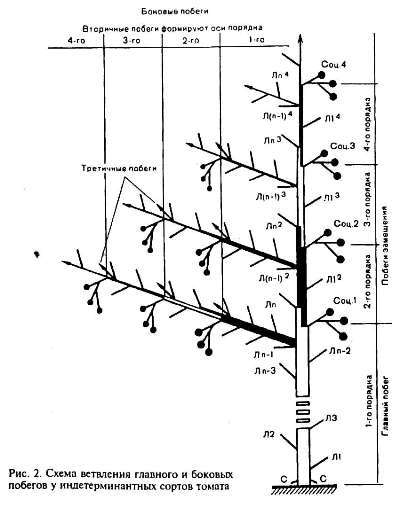 Боковые побеги
Вторичные побеги формируют оси порядка
4-го
3-го
2-го
1-го
Соц.4
Лп4
Л(п-1)4
Л14
4-го порядка
Соц.3
Лп3
Третичные побеги
Л(п-1)3
Л13
3-го порядка
Соц.2
Лп2
Л(п-1)2
Л12
2-го порядка
Побеги замещения
Лп
Соц.1
Лп-1
Лп-2
Лп-3
1-го порядка
Главный побег
Л3
Л2
Л1
С
С
Рис. 2. Схема ветвления главного и боковых
побегов у индетерминантных сортов томата